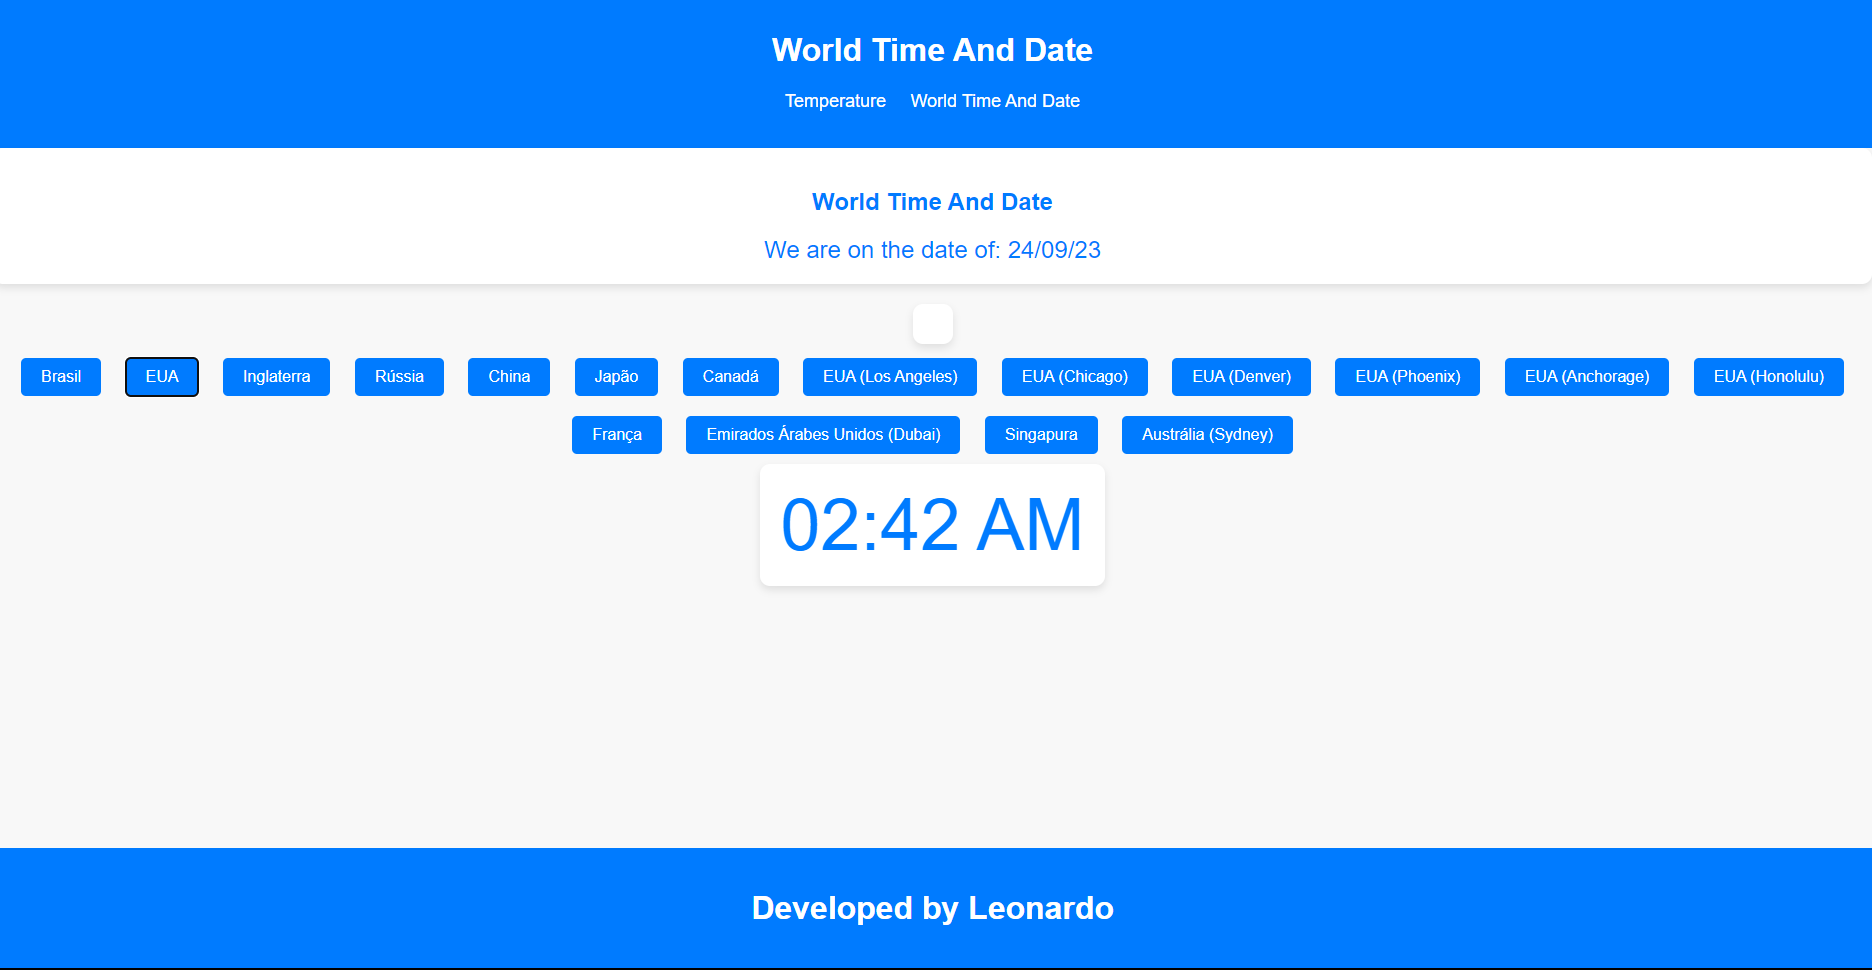 World Time And Date
Temperature World Time And Date
World Time And Date
We are on the date of: 24/09/23
Brasil EUA Inglaterra Rússia China Japão Canadá EUA (Los Angeles) EUA (Chicago) EUA (Denver) EUA (Phoenix) EUA (Anchorage) EUA (Honolulu)
França Emirados Árabes Unidos (Dubai) Singapura Austrália (Sydney)
02:42 AM
Developed by Leonardo